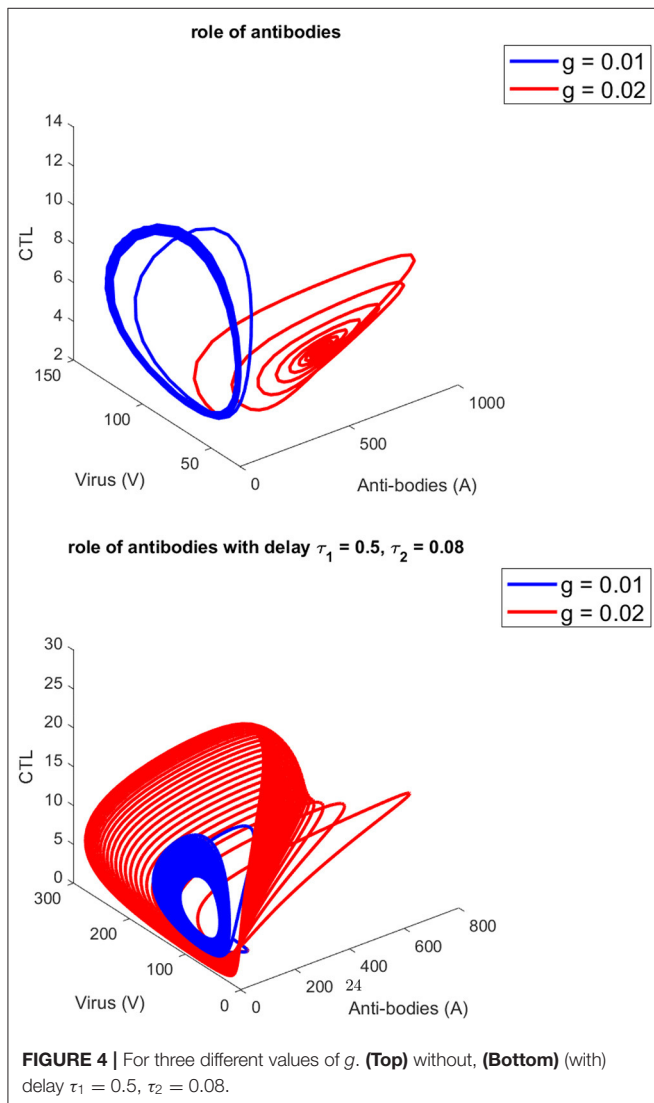 role of antibodies
g = 0.01
g = 0.02
14
12
10
8
6
4
2
CTL
150
100
50
Virus (V)
0
500
1000
Anti-bodies (A)
role of antibodies with delay τ1 = 0.5, τ2 = 0.08
g = 0.01
g = 0.02
30
25
20
15
10
5
0
CTL
300
200
100
0
Virus (V)
0
200
400
600
800
24
Anti-bodies (A)
FIGURE 4 | For three different values of g. (Top) without, (Bottom) (with)
delay τ1 = 0.5, τ2 = 0.08.